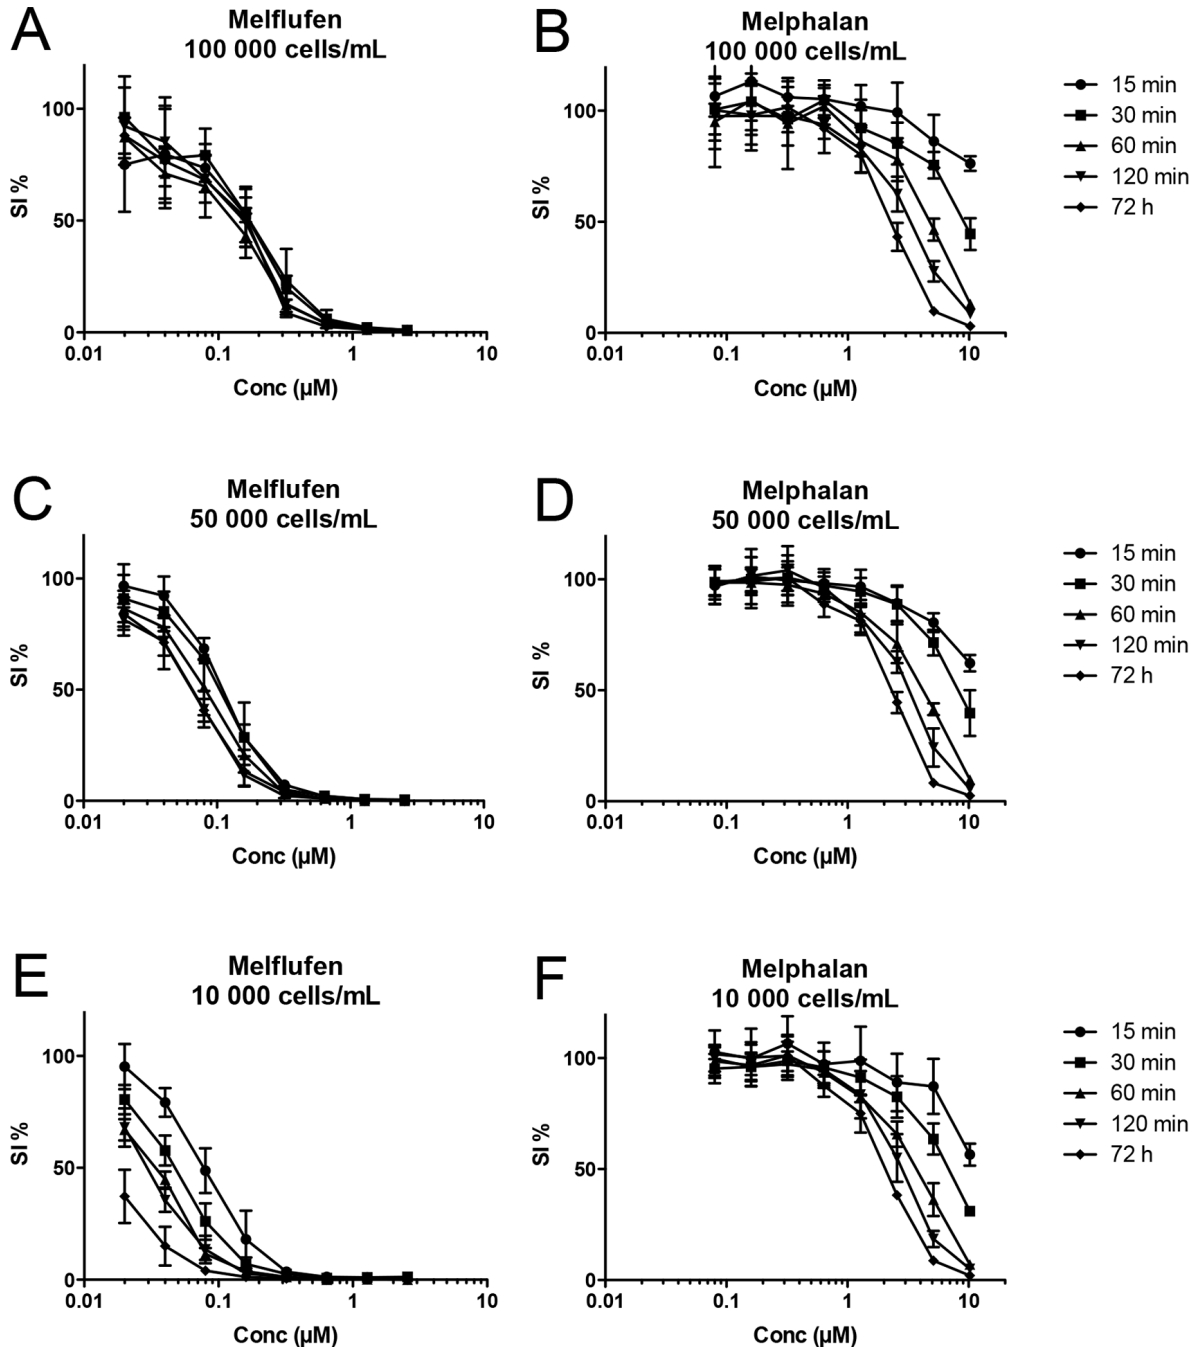 A
Melflufen
100 000 cells/mL
100
50
0
0.01
0.1
1
10
SI %
Conc (µM)
B
Melphalan
100 000 cells/mL
100
50
0
0.01
0.1
1
10
SI %
Conc (µM)
15 min
30 min
60 min
120 min
72 h
C
Melflufen
50 000 cells/mL
100
50
0
0.01
0.1
1
10
SI %
Conc (µM)
D
Melphalan
50 000 cells/mL
100
50
0
0.01
0.1
1
10
SI %
Conc (µM)
15 min
30 min
60 min
120 min
72 h
E
Melflufen
10 000 cells/mL
100
50
0
0.01
0.1
1
10
SI %
Conc (µM)
F
Melphalan
10 000 cells/mL
100
50
0
0.01
0.1
1
10
SI %
Conc (µM)
15 min
30 min
60 min
120 min
72 h